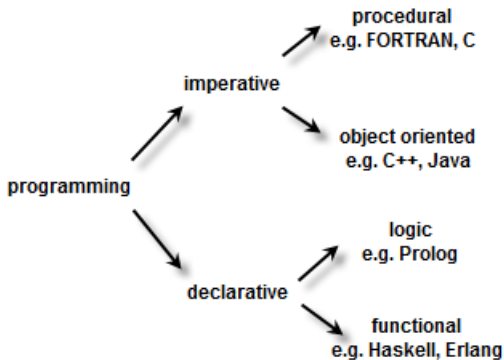 procedural
e.g. FORTRAN, C
imperative
object oriented
e.g. C++, Java
programming
logic
e.g. Prolog
declarative
functional
e.g. Haskell, Erlang